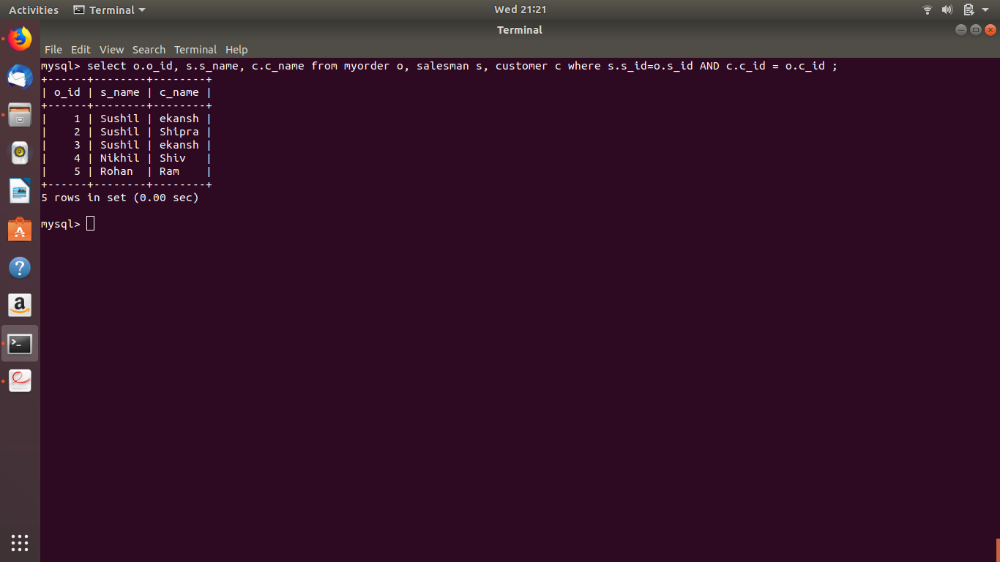 Activities Terminal Wed 21:21
Terminal
File Edit View Search Terminal Help
mysql> select o.o_id, s.s_name, c.c_name from myorder o, salesman s, customer c where s.s_id=o.s_id AND c.c_id = o.c_id ;
+------+--------+--------+
| o_id | s_name | c_name |
+------+--------+--------+
|    1 | Sushil | ekansh |
|    2 | Sushil | Shipra |
|    3 | Sushil | ekansh |
|    4 | Nikhil | Shiv   |
|    5 | Rohan  | Ram    |
+------+--------+--------+
5 rows in set (0.00 sec)
mysql>